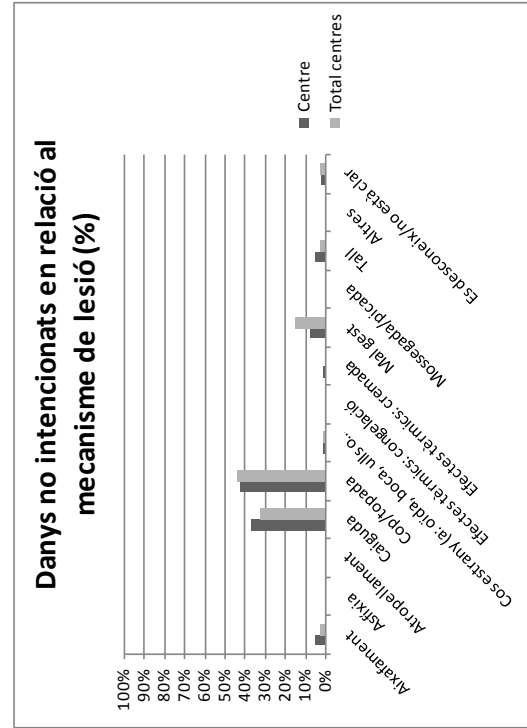 Danys no intencionats en relació al
mecanisme de lesió (%)
100%
90%
80%
70%
60%
50%
40%
30%
20%
10%
0%
Aixafament
Asfíxia
Atropellament
Caiguda
Cop/topada
Cos estrany (a: oïda, boca, ulls o...
Efectes tèrmics: congelació
Efectes tèrmics: cremada
Mal gest
Mossegada/picada
Tall
Altres
Es desconeix/no està clar
Centre
Total centres